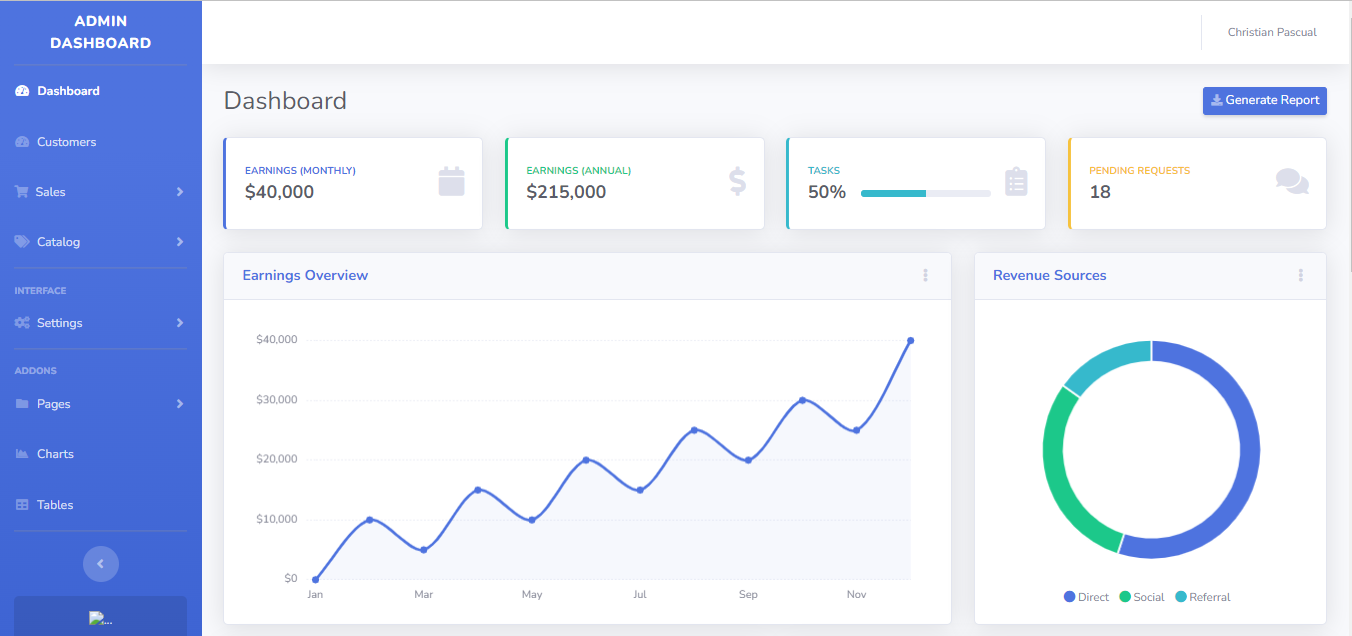 ADMIN
DASHBOARD
Dashboard
Customers
Sales
Catalog
INTERFACE
Settings
ADDONS
Pages
Charts
Tables
...
Christian Pascual
Dashboard
Generate Report
EARNINGS (MONTHLY)
$40,000
EARNINGS (ANNUAL)
$215,000
TASKS
50%
PENDING REQUESTS
18
Earnings Overview
$40,000
$30,000
$20,000
$10,000
$0
Jan Mar May Jul Sep Nov
Revenue Sources
Direct Social Referral